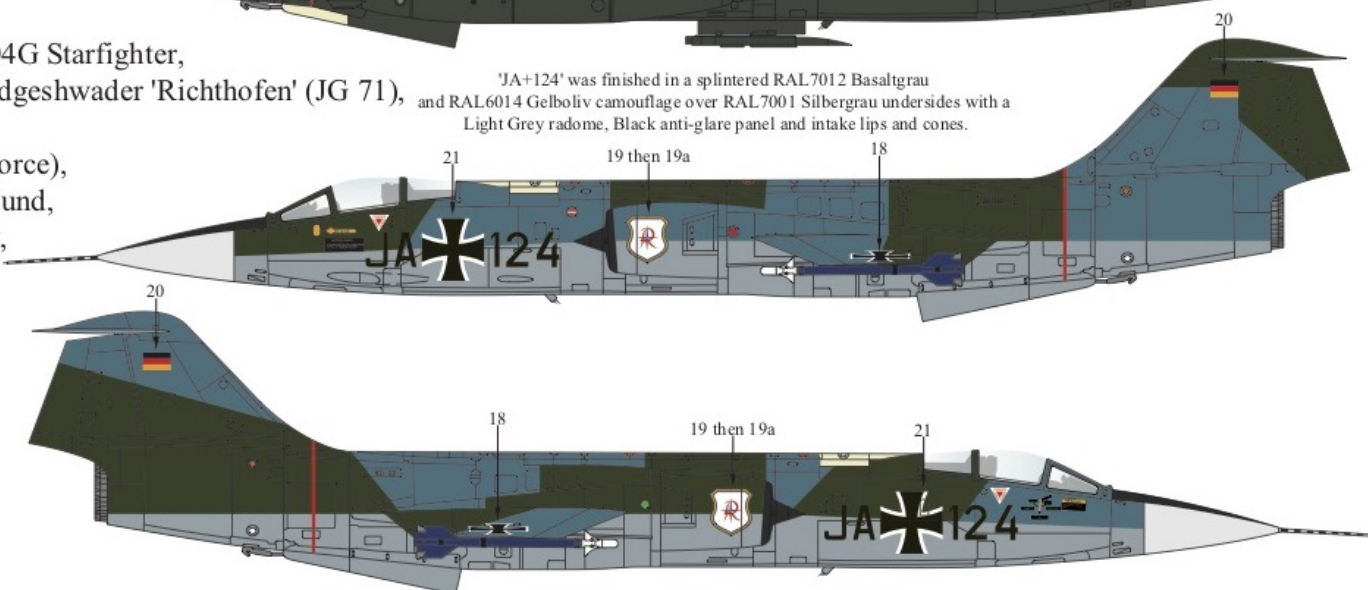 4G Starfighter,
dgeshwader 'Richthofen' (JG 71),
orce),
und,
'JA+124' was finished in a splintered RAL7012 Basaltgrau
and RAL6014 Gelboliv camouflage over RAL7001 Silbergrau undersides with a
Light Grey radome, Black anti-glare panel and intake lips and cones.
20
21
19 then 19a
18
JA 124
R
20
18
19 then 19a
21
R
JA 124